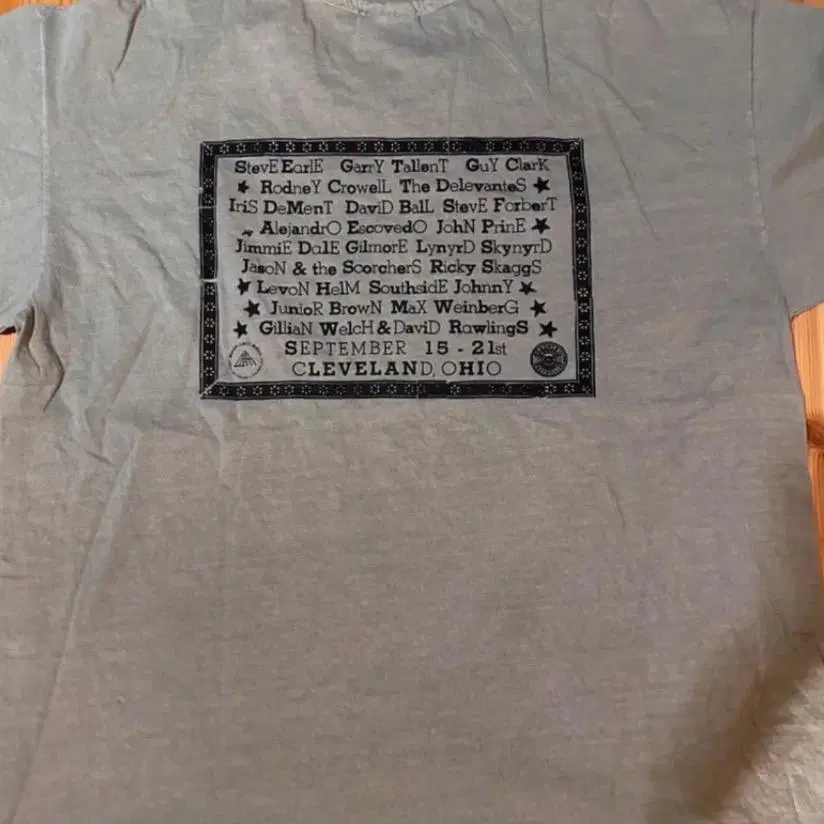 StevE EarlE GarrY TallenT GuY ClarK
★ RodneY CrowelL The DelevanteS ★
IriS DeMenT DaviD BalL StevE ForberT
AlejandrO EscovedO JohN PrinE ★
JimmiE DalE GilmorE LynyrD SkynyrD
JasoN & the ScorcherS Ricky SkaggS
★ LevoN HelM SouthsidE JohnnY ★
★ JunioR BrowN MaX WeinberG ★
★ GilliaN WelcH & DaviD RawlingS ★
SEPTEMBER 15 - 21st
CLEVELAND, OHIO